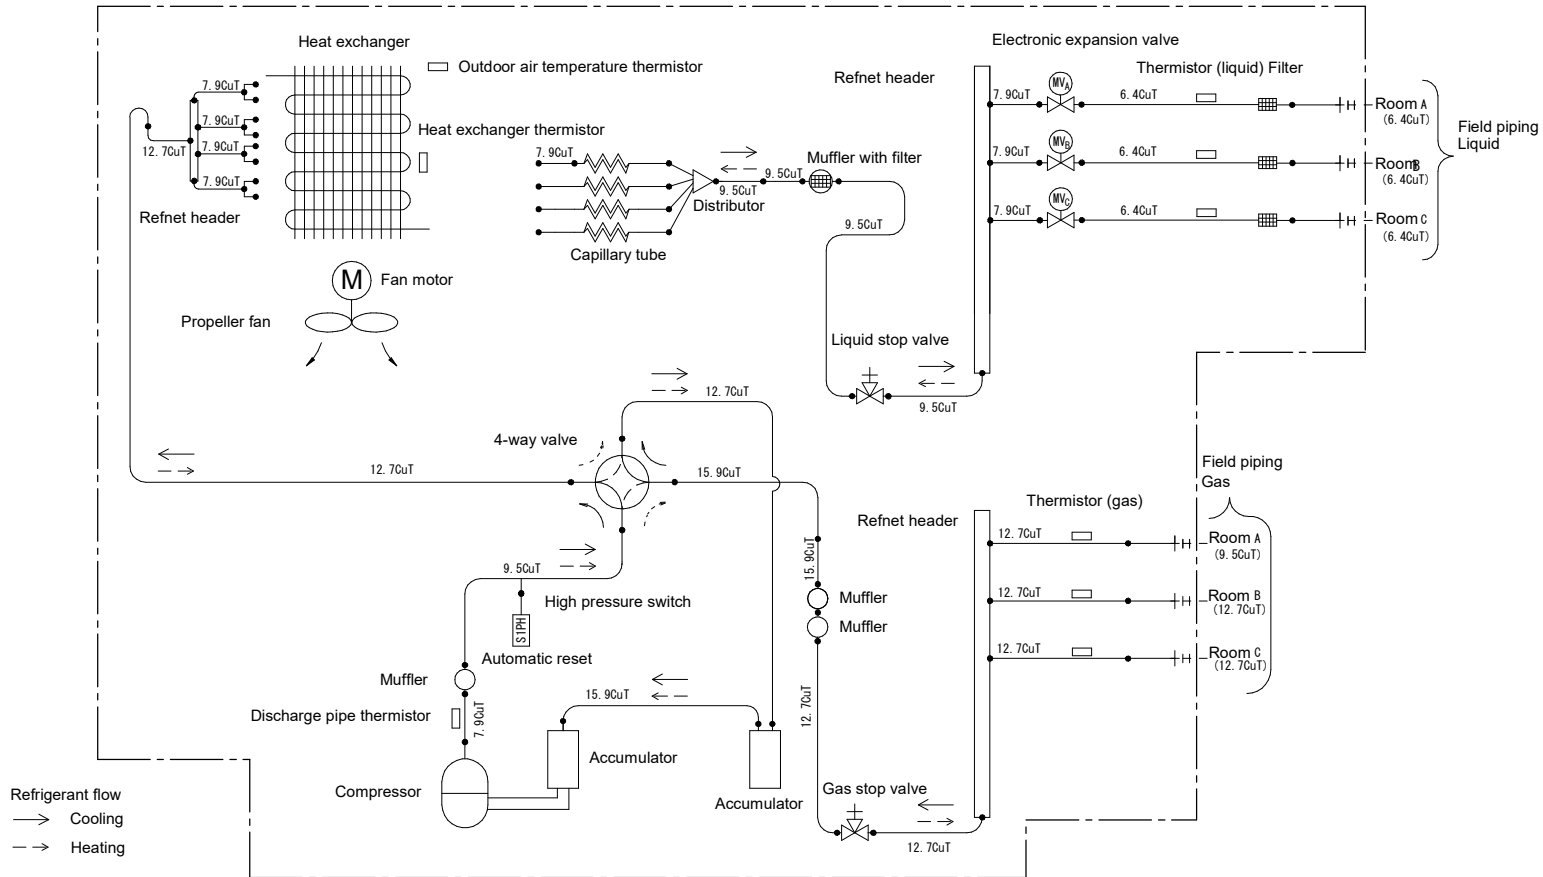 Heat exchanger
Outdoor air temperature thermistor
7.9CuT
7.9CuT
7.9CuT
7.9CuT
12.7CuT
Refnet header
Heat exchanger thermistor
7.9CuT
Capillary tube
Distributor
9.5CuT
9.5CuT
Muffler with filter
9.5CuT
M
Fan motor
Propeller fan
Refnet header
Electronic expansion valve
Thermistor (liquid) Filter
7.9CuT
MVA
6.4CuT
Room A
(6.4CuT)
7.9CuT
MVB
6.4CuT
Room B
(6.4CuT)
7.9CuT
MVC
6.4CuT
Room C
(6.4CuT)
Field piping
Liquid
Liquid stop valve
9.5CuT
12.7CuT
4-way valve
12.7CuT
15.9CuT
9.5CuT
High pressure switch
S1PH
Automatic reset
Muffler
Discharge pipe thermistor
7.9CuT
Compressor
15.9CuT
Accumulator
Accumulator
15.9CuT
Muffler
Muffler
12.7CuT
Gas stop valve
12.7CuT
Refnet header
Thermistor (gas)
Field piping
Gas
12.7CuT
Room A
(9.5CuT)
12.7CuT
Room B
(12.7CuT)
12.7CuT
Room C
(12.7CuT)
Refrigerant flow
Cooling
Heating